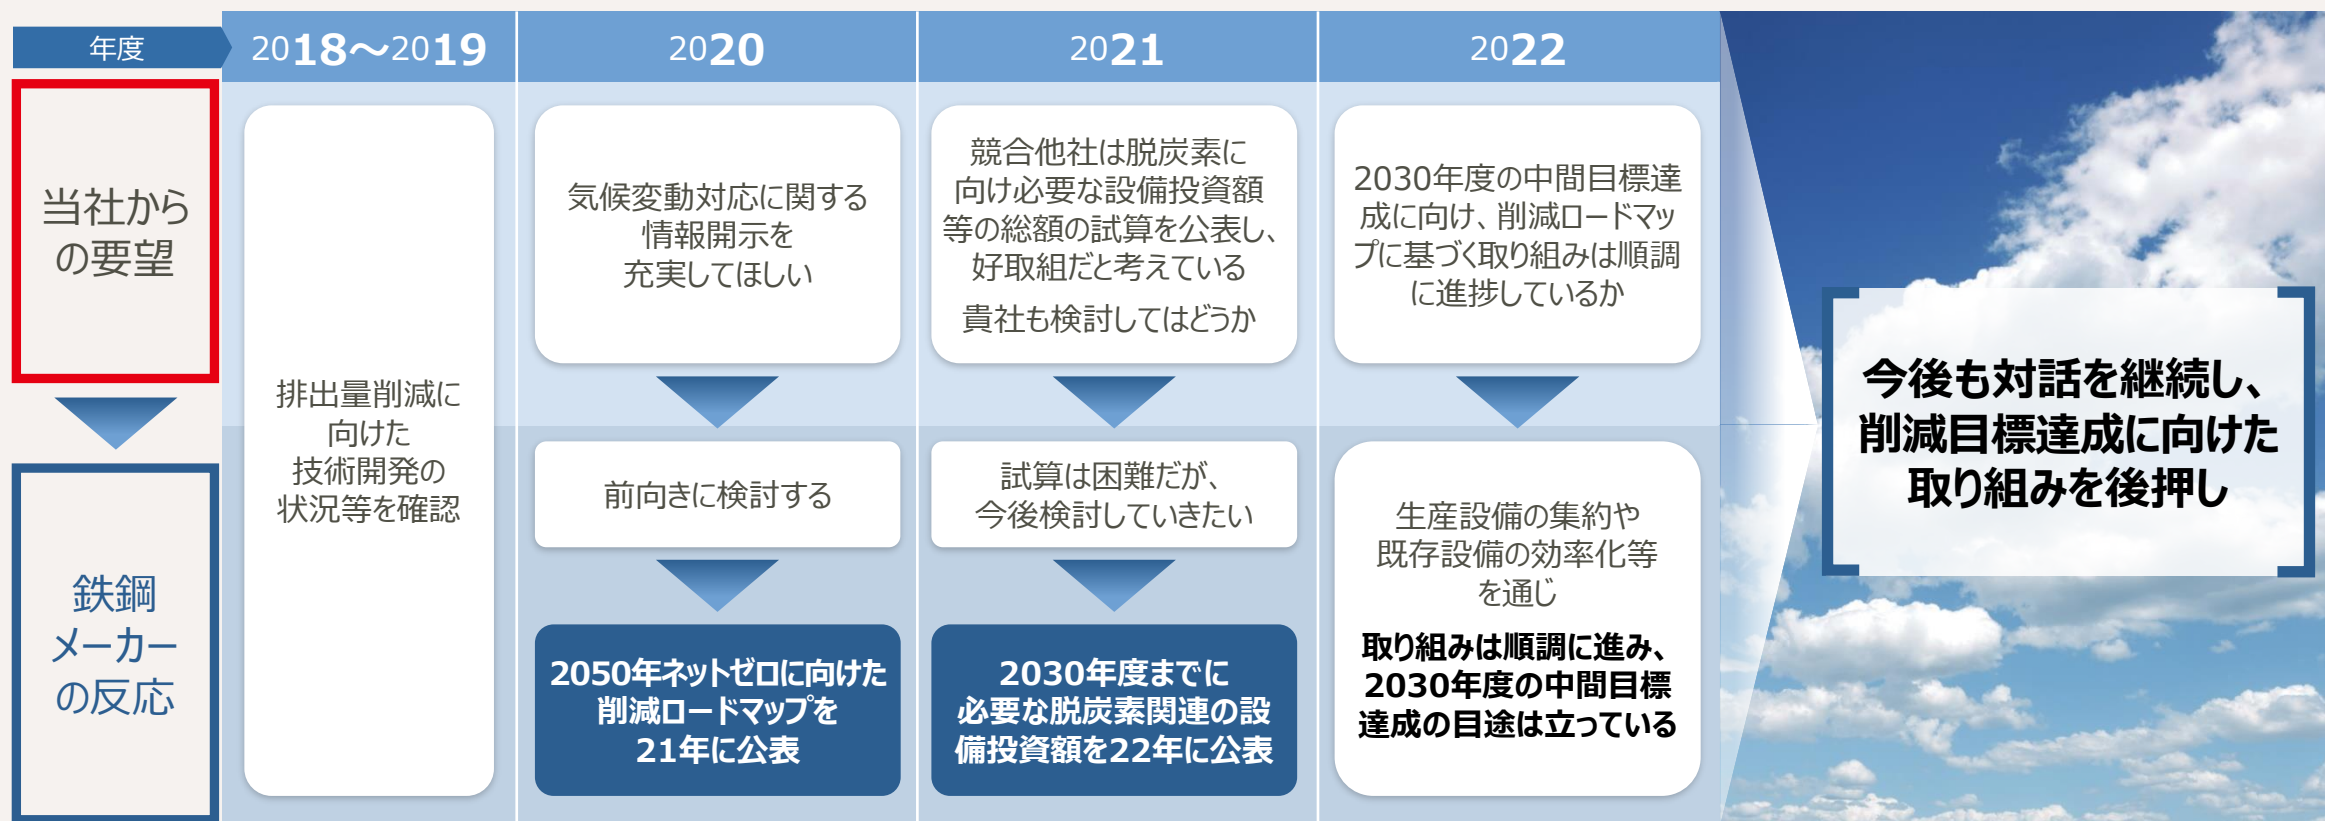 年度
2018～2019
2020
2021
2022
当社から
の要望
鉄鋼
メーカー
の反応
排出量削減に
向けた
技術開発の
状況等を確認
気候変動対応に関する
情報開示を
充実してほしい
前向きに検討する
2050年ネットゼロに向けた
削減ロードマップを
21年に公表
競合他社は脱炭素に
向け必要な設備投資額
等の総額の試算を公表し、
好取組だと考えている
貴社も検討してはどうか
試算は困難だが、
今後検討していきたい
2030年度までに
必要な脱炭素関連の設
備投資額を22年に公表
2030年度の中間目標達
成に向け、削減ロードマッ
プに基づく取り組みは順調
に進捗しているか
生産設備の集約や
既存設備の効率化等
を通じ
取り組みは順調に進み、
2030年度の中間目標
達成の目途は立っている
今後も対話を継続し、
削減目標達成に向けた
取り組みを後押し